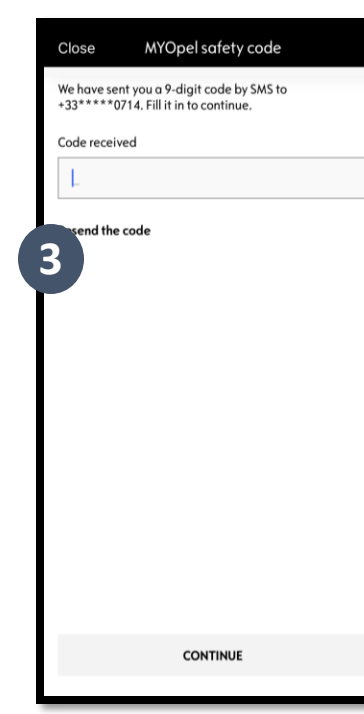 Close MYOpel safety code
We have sent you a 9-digit code by SMS to
+33*****0714. Fill it in to continue.
Code received
send the code
3
CONTINUE